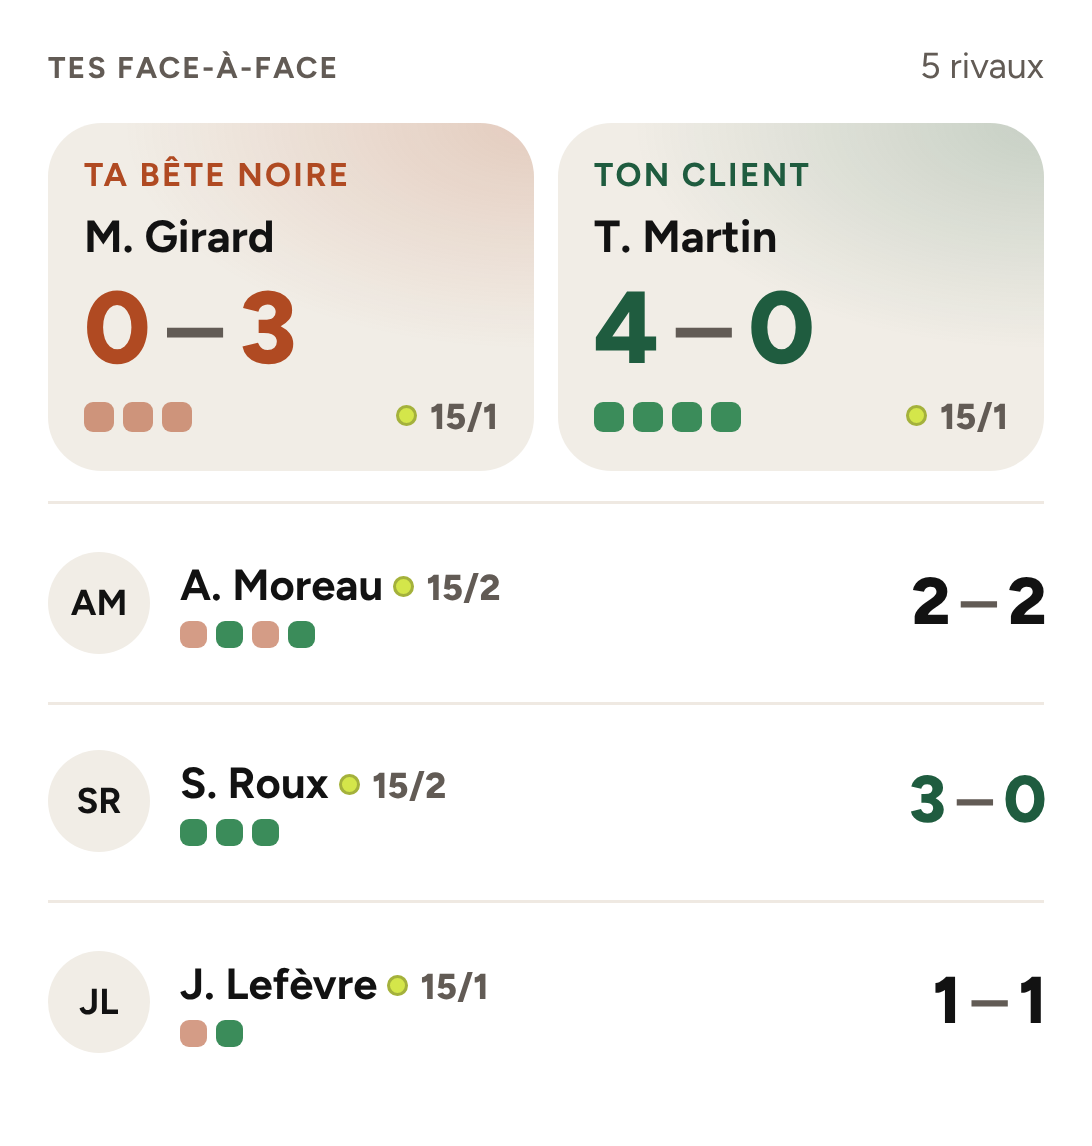 TES FACE-À-FACE
5 rivaux
TA BÊTE NOIRE
M. Girard
0 – 3
15/1
TON CLIENT
T. Martin
4 – 0
15/1
AM
A. Moreau 15/2
2 – 2
SR
S. Roux 15/2
3 – 0
JL
J. Lefèvre 15/1
1 – 1